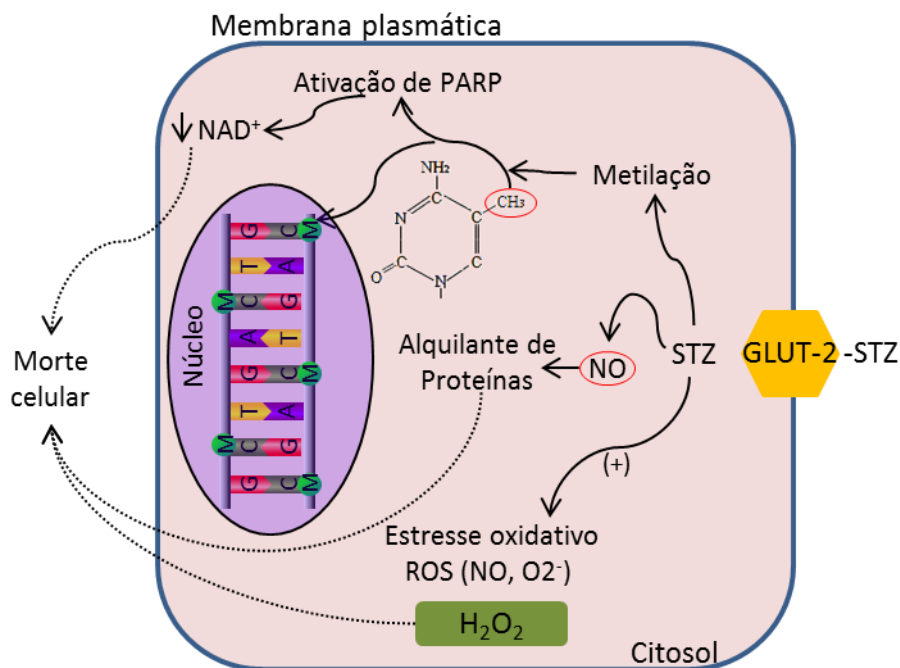 Membrana plasmática
Ativação de PARP
↓ NAD⁺
NH₂
Metilação
C
CH₃
N
C
C
C
O
N
Núcleo
G C M
T A
M C G
A T
G C M
T A
M C G
G C M
Morte
celular
Alquilante de
Proteínas
NO
STZ
GLUT-2 -STZ
(+)
Estresse oxidativo
ROS (NO, O2⁻)
H₂O₂
Citosol